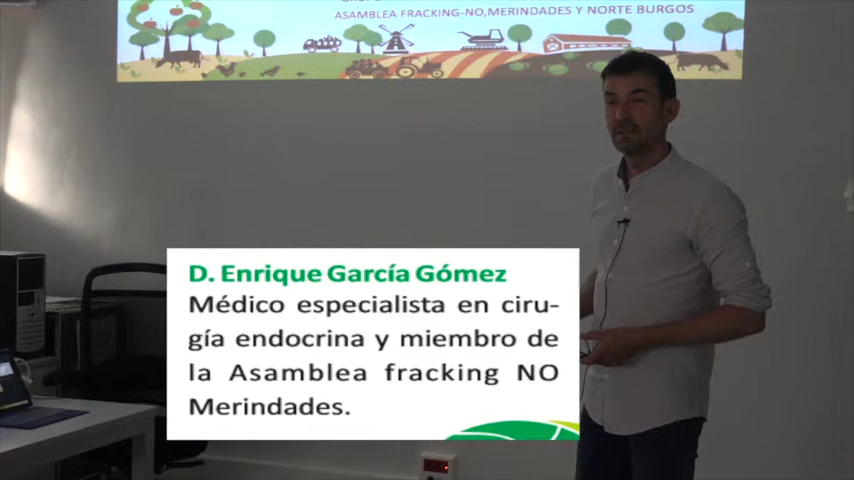 ASAMBLEA FRACKING-NO,MERINDADES Y NORTE BURGOS
D. Enrique García Gómez
Médico especialista en ciru-
gía endocrina y miembro de
la Asamblea fracking NO
Merindades.